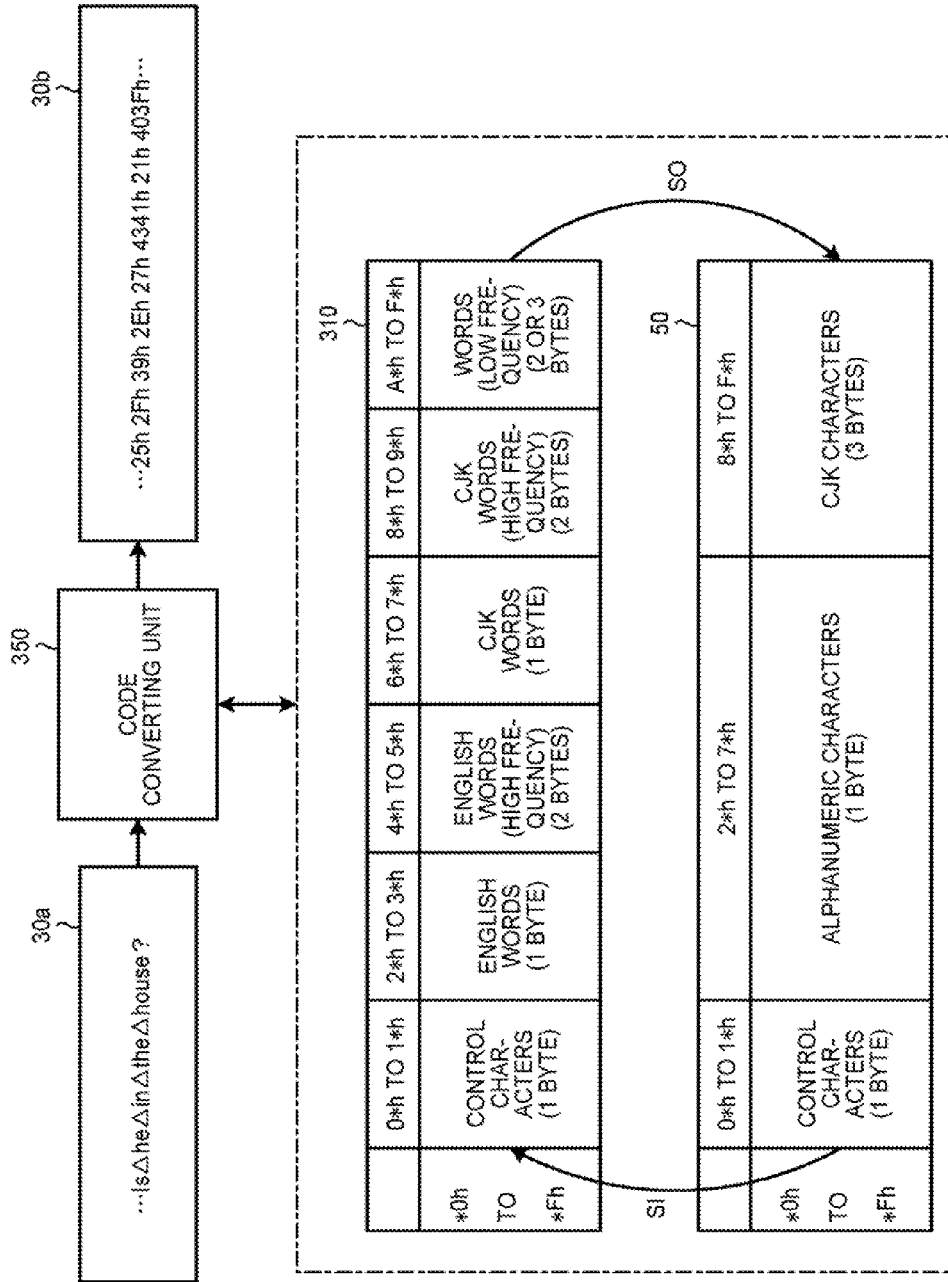 30a
···IsΔheΔinΔtheΔhouse ?
350
CODE
CONVERTING UNIT
30b
···25h 2Fh 39h 2Eh 27h 4341h 21h 403Fh···
310
0*h TO 1*h
2*h TO 3*h
4*h TO 5*h
6*h TO 7*h
8*h TO 9*h
A*h TO F*h
*0h
TO
*Fh
CONTROL
CHAR-
ACTERS
(1 BYTE)
ENGLISH
WORDS
(1 BYTE)
ENGLISH
WORDS
(HIGH FRE-
QUENCY)
(2 BYTES)
CJK
WORDS
(1 BYTE)
CJK
WORDS
(HIGH FRE-
QUENCY)
(2 BYTES)
WORDS
(LOW FRE-
QUENCY)
(2 OR 3
BYTES)
SI
SO
50
0*h TO 1*h
2*h TO 7*h
8*h TO F*h
*0h
TO
*Fh
CONTROL
CHAR-
ACTERS
(1 BYTE)
ALPHANUMERIC CHARACTERS
(1 BYTE)
CJK CHARACTERS
(3 BYTES)